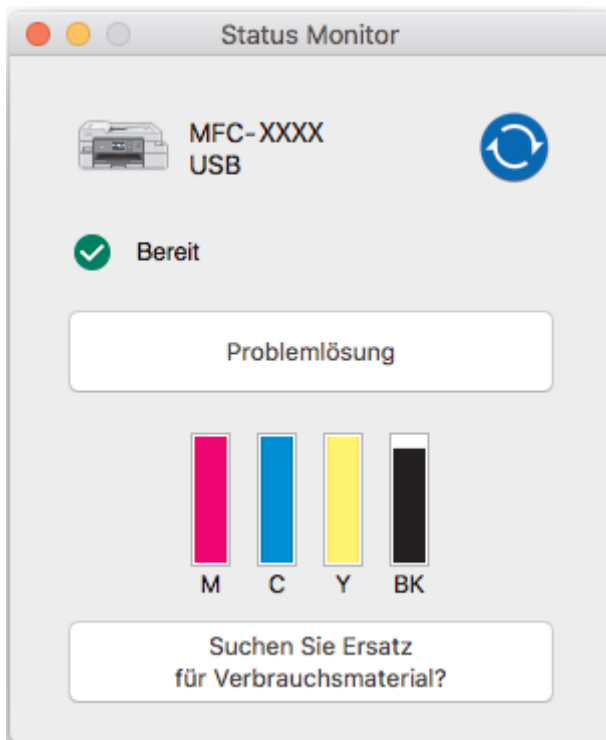 Status Monitor
MFC-XXXX
USB
Bereit
Problemlösung
M C Y BK
Suchen Sie Ersatz
für Verbrauchsmaterial?